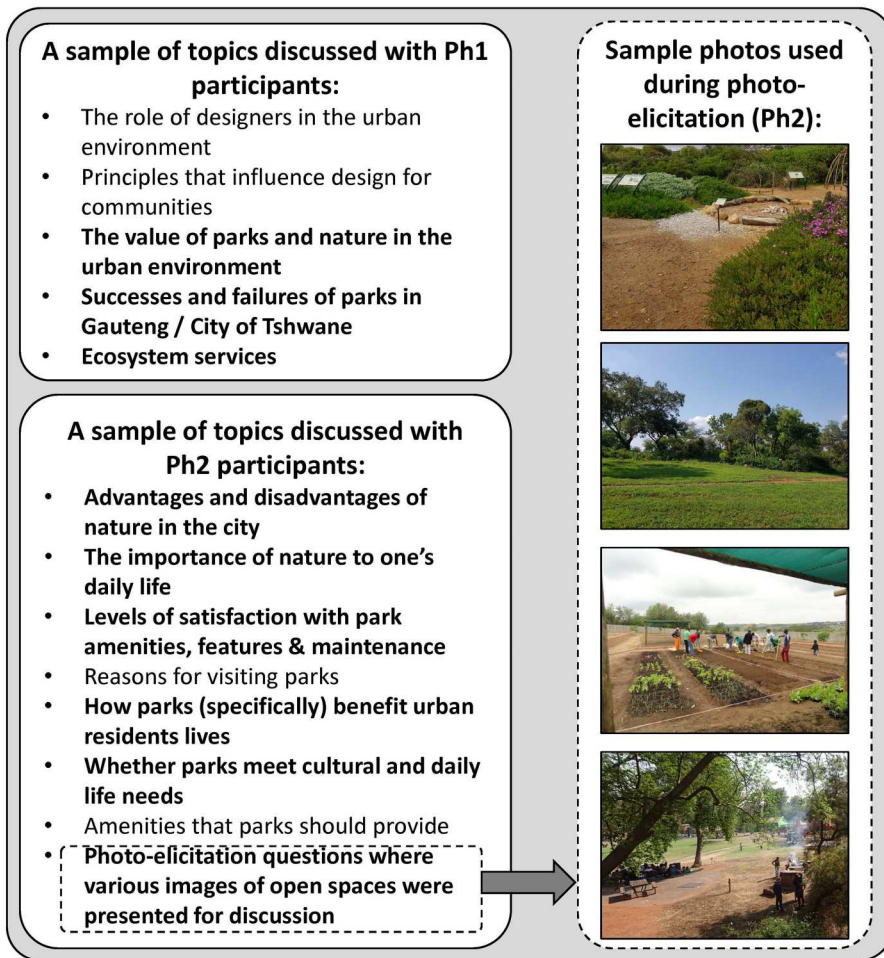 A sample of topics discussed with Ph1
participants:
• The role of designers in the urban
environment
• Principles that influence design for
communities
• The value of parks and nature in the
urban environment
• Successes and failures of parks in
Gauteng / City of Tshwane
• Ecosystem services
A sample of topics discussed with
Ph2 participants:
• Advantages and disadvantages of
nature in the city
• The importance of nature to one's
daily life
• Levels of satisfaction with park
amenities, features & maintenance
• Reasons for visiting parks
• How parks (specifically) benefit urban
residents lives
• Whether parks meet cultural and daily
life needs
• Amenities that parks should provide
• Photo-elicitation questions where
various images of open spaces were
presented for discussion
Sample photos used
during photo-
elicitation (Ph2):